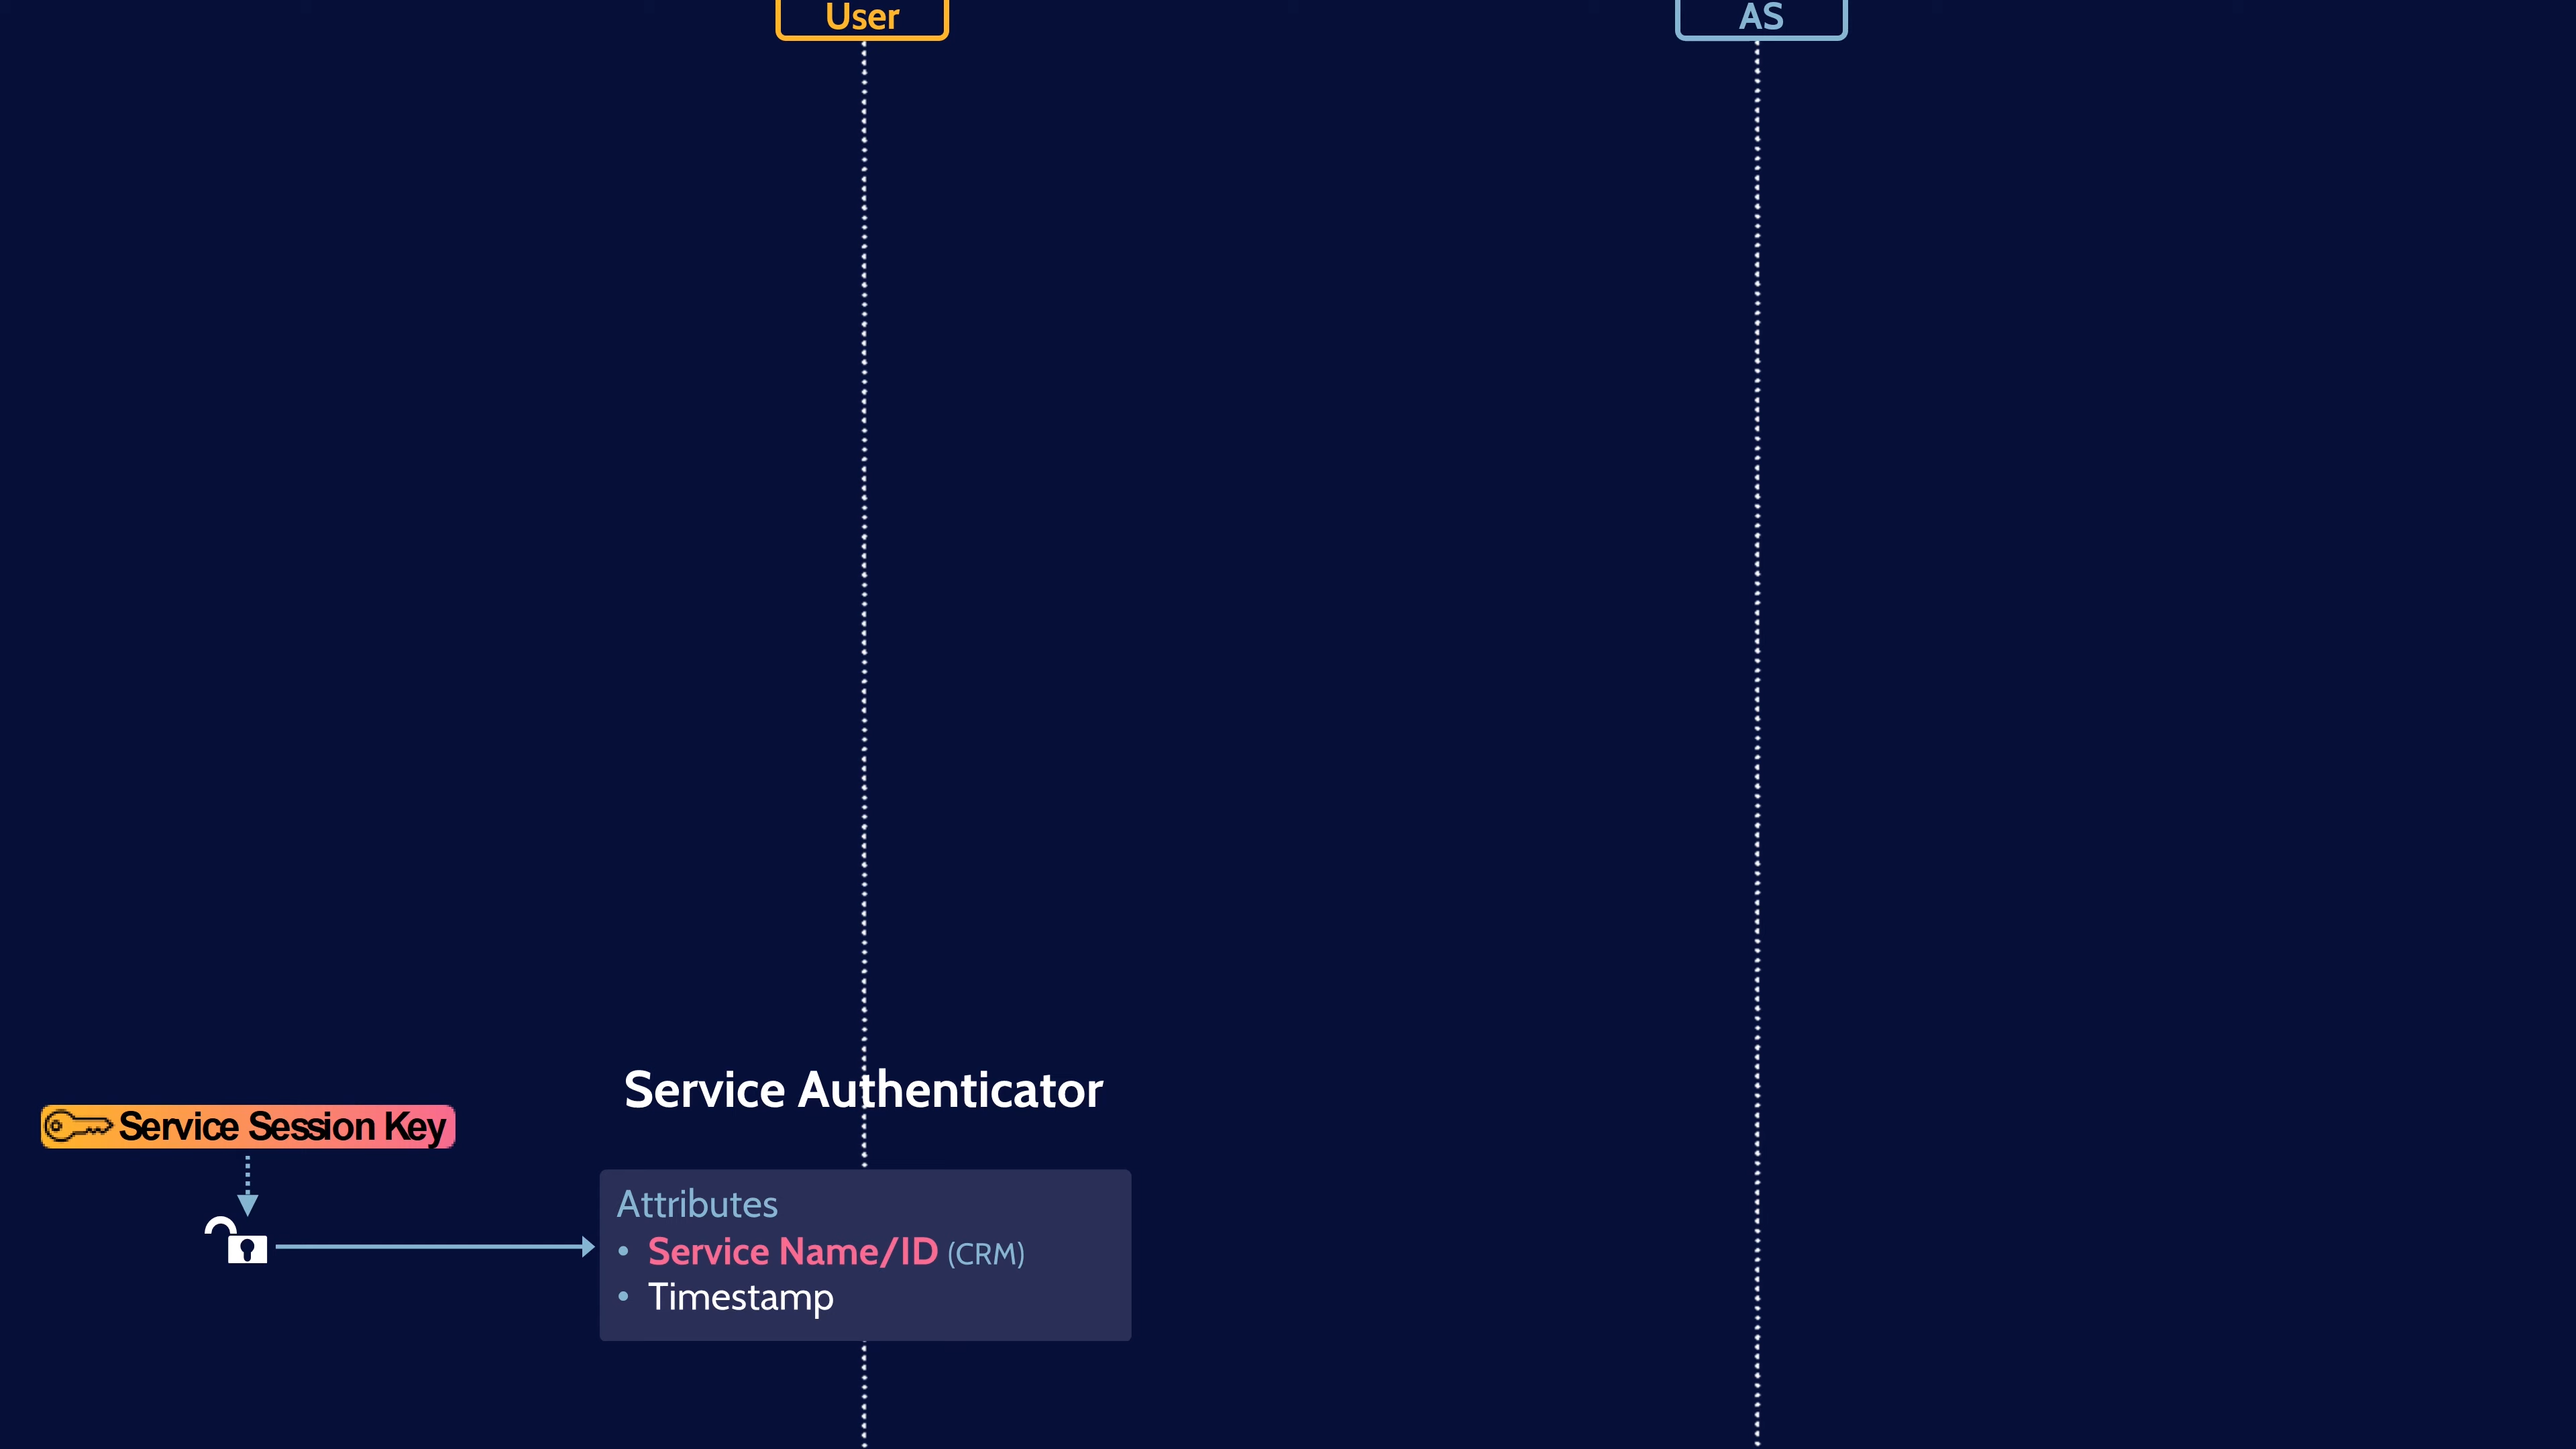 User
AS
Service Authenticator
Service Session Key
Attributes
• Service Name/ID (CRM)
• Timestamp